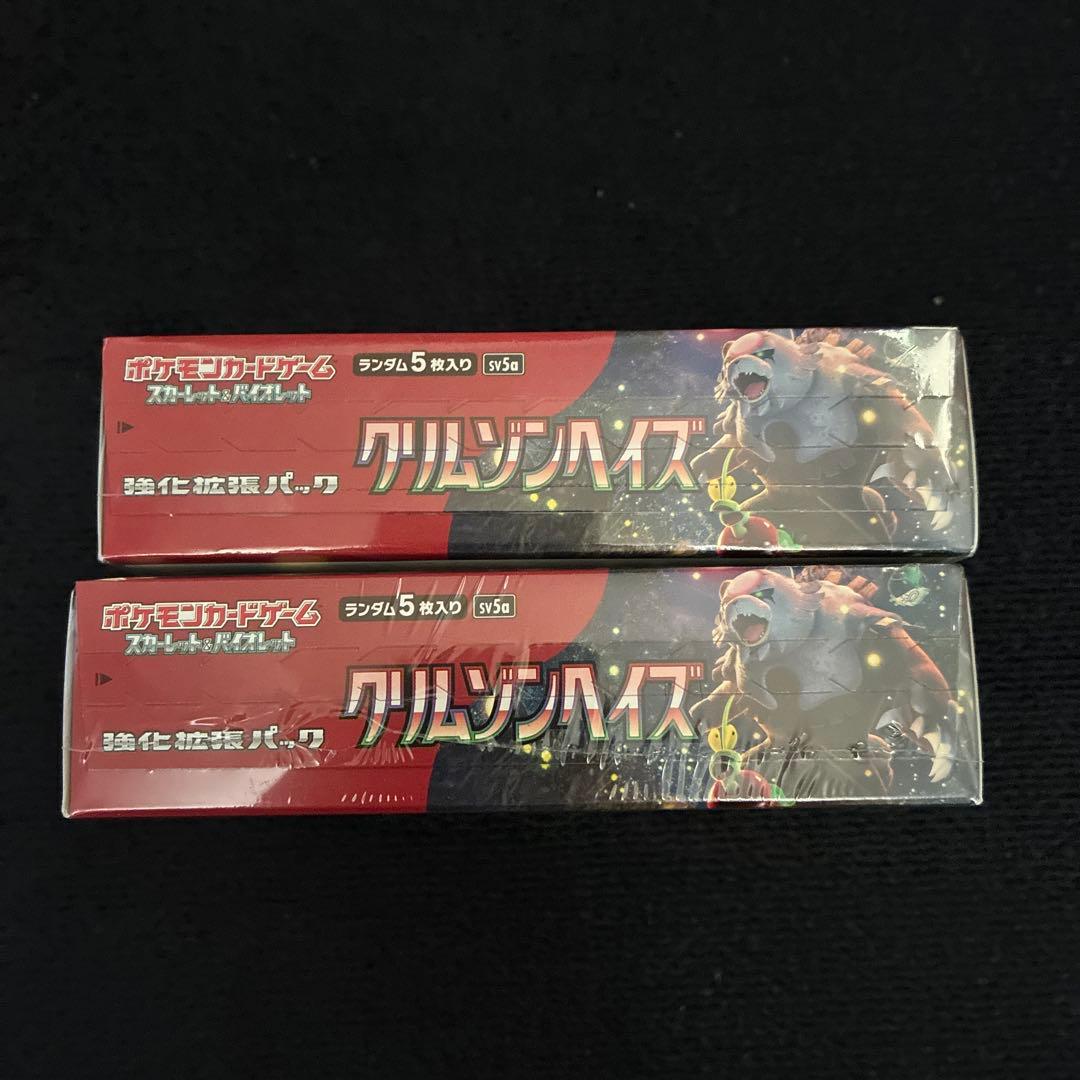 ポケモンカードゲーム
スカーレット&バイオレット
ランダム5枚入り
SV5a
クリムゾンヘイズ
強化拡張パック
ポケモンカードゲーム
スカーレット&バイオレット
ランダム5枚入り
SV5a
クリムゾンヘイズ
強化拡張パック